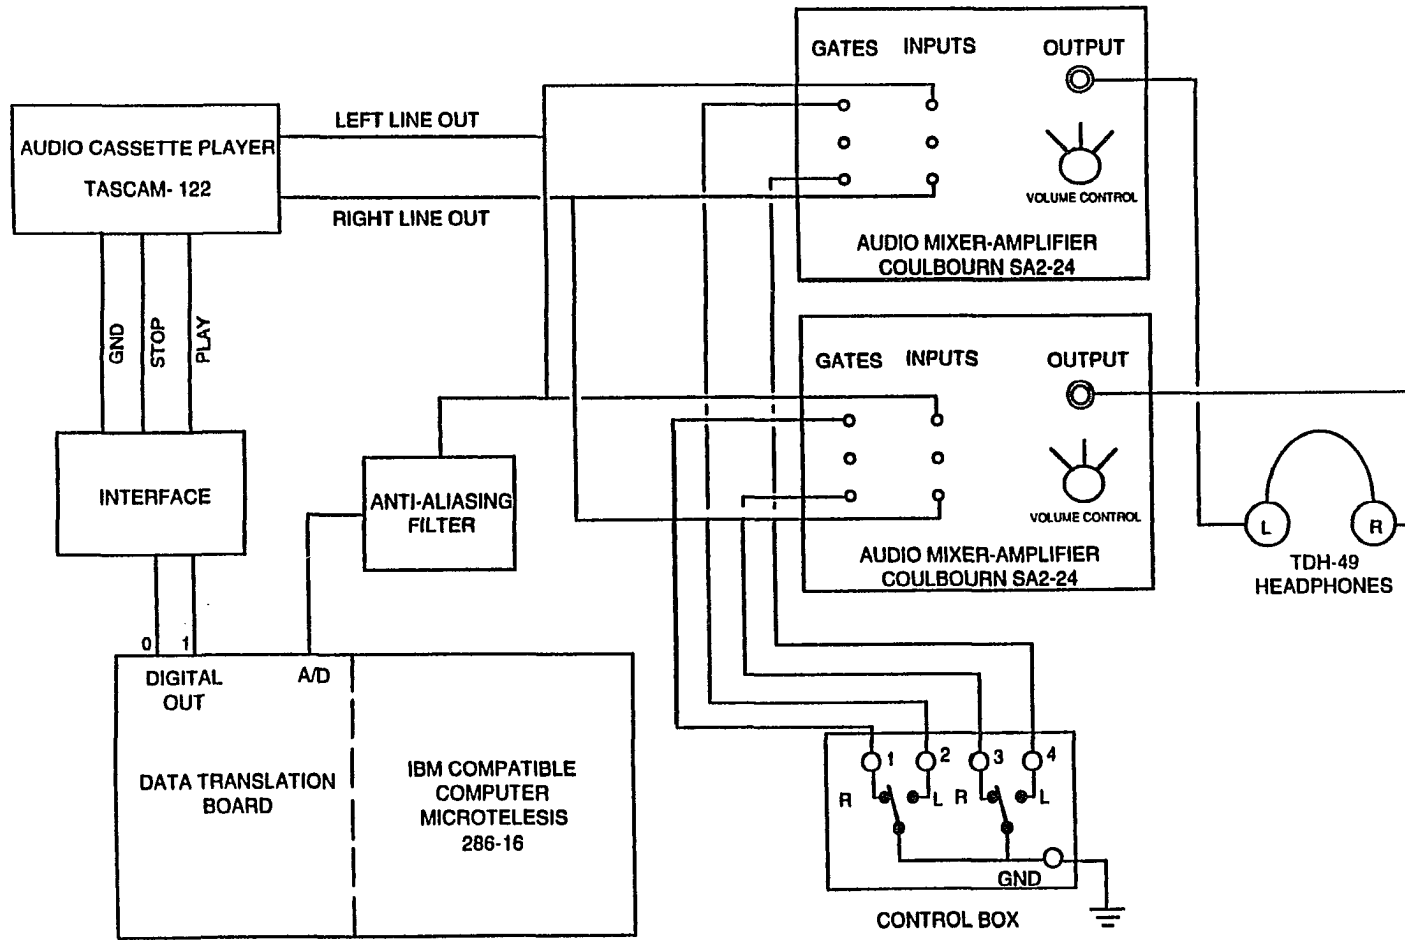 GATES INPUTS OUTPUT
VOLUME CONTROL
AUDIO MIXER-AMPLIFIER
COULBOURN SA2-24
AUDIO CASSETTE PLAYER
TASCAM- 122
LEFT LINE OUT
RIGHT LINE OUT
GND
STOP
PLAY
GATES INPUTS OUTPUT
VOLUME CONTROL
AUDIO MIXER-AMPLIFIER
COULBOURN SA2-24
INTERFACE
ANTI-ALIASING
FILTER
L R
TDH-49
HEADPHONES
0 1
DIGITAL
OUT
A/D
DATA TRANSLATION
BOARD
IBM COMPATIBLE
COMPUTER
MICROTELESIS
286-16
1 2 3 4
R L R L
GND
CONTROL BOX